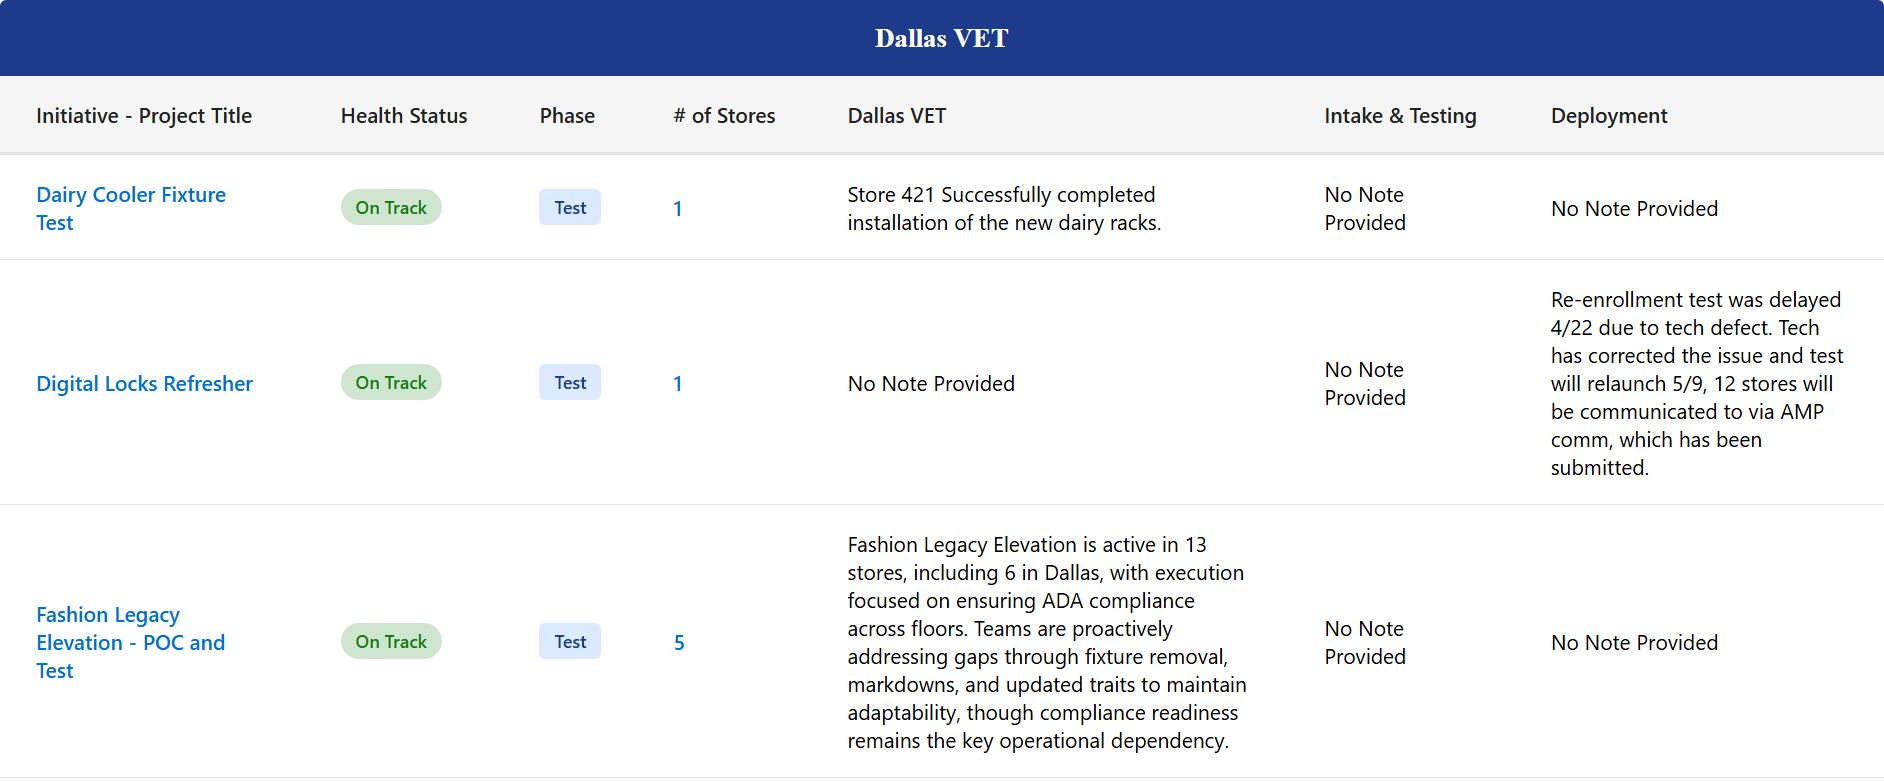 Dallas VET
Initiative - Project Title
Health Status
Phase
# of Stores
Dallas VET
Intake & Testing
Deployment
Dairy Cooler Fixture
Test
On Track
Test
1
Store 421 Successfully completed
installation of the new dairy racks.
No Note
Provided
No Note Provided
Digital Locks Refresher
On Track
Test
1
No Note Provided
No Note
Provided
Re-enrollment test was delayed
4/22 due to tech defect. Tech
has corrected the issue and test
will relaunch 5/9, 12 stores will
be communicated to via AMP
comm, which has been
submitted.
Fashion Legacy
Elevation - POC and
Test
On Track
Test
5
Fashion Legacy Elevation is active in 13
stores, including 6 in Dallas, with execution
focused on ensuring ADA compliance
across floors. Teams are proactively
addressing gaps through fixture removal,
markdowns, and updated traits to maintain
adaptability, though compliance readiness
remains the key operational dependency.
No Note
Provided
No Note Provided